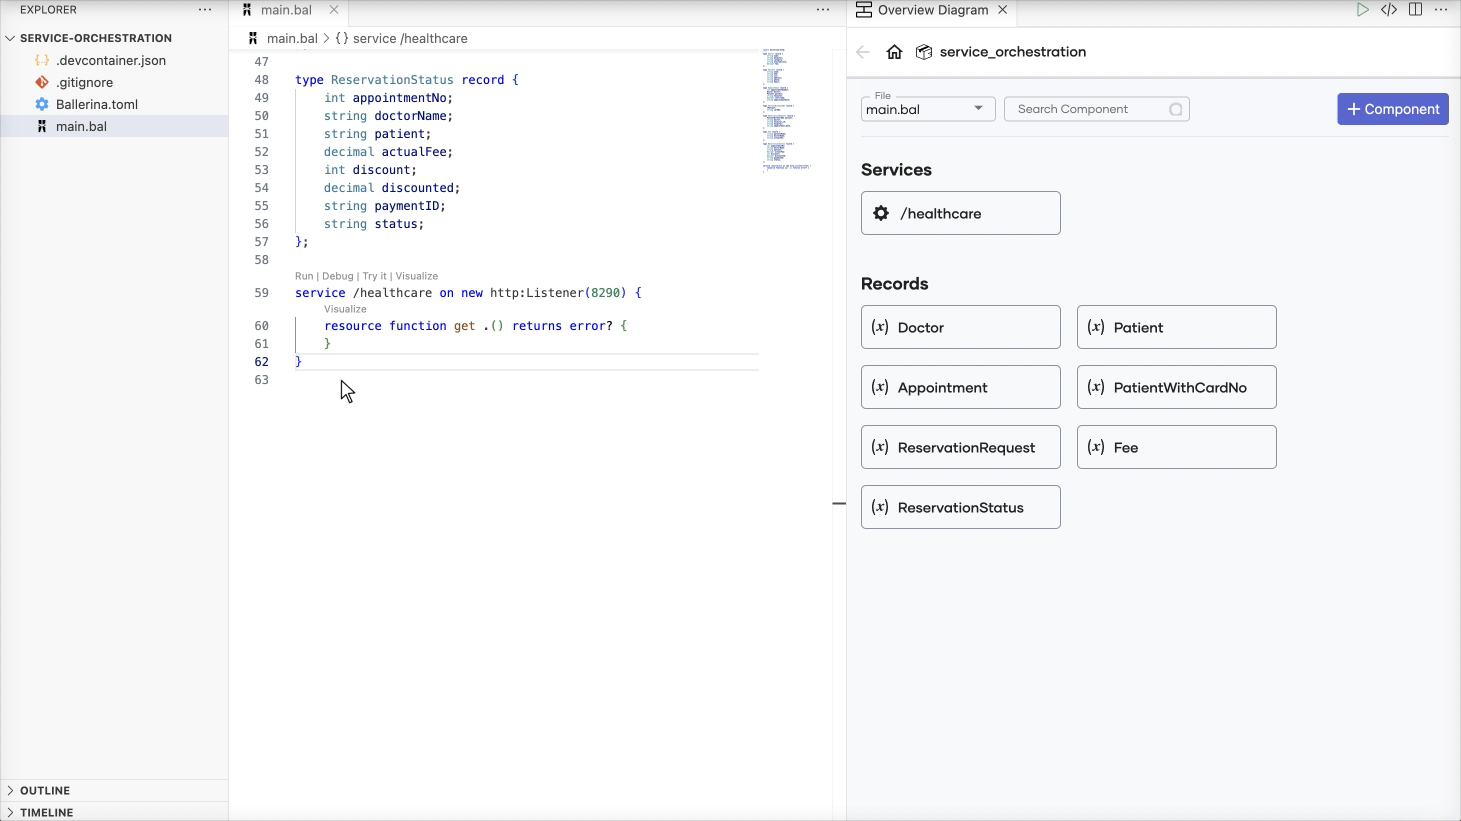 EXPLORER
SERVICE-ORCHESTRATION
.devcontainer.json
.gitignore
Ballerina.toml
main.bal
OUTLINE
TIMELINE
main.bal
main.bal > {} service /healthcare
47
48 type ReservationStatus record {
49 int appointmentNo;
50 string doctorName;
51 string patient;
52 decimal actualFee;
53 int discount;
54 decimal discounted;
55 string paymentID;
56 string status;
57 };
58
Run | Debug | Try it | Visualize
59 service /healthcare on new http:Listener(8290) {
Visualize
60 resource function get .() returns error? {
61 }
62 }
63
Overview Diagram
service_orchestration
File
main.bal
Search Component
+ Component
Services
/healthcare
Records
(x) Doctor
(x) Patient
(x) Appointment
(x) PatientWithCardNo
(x) ReservationRequest
(x) Fee
(x) ReservationStatus